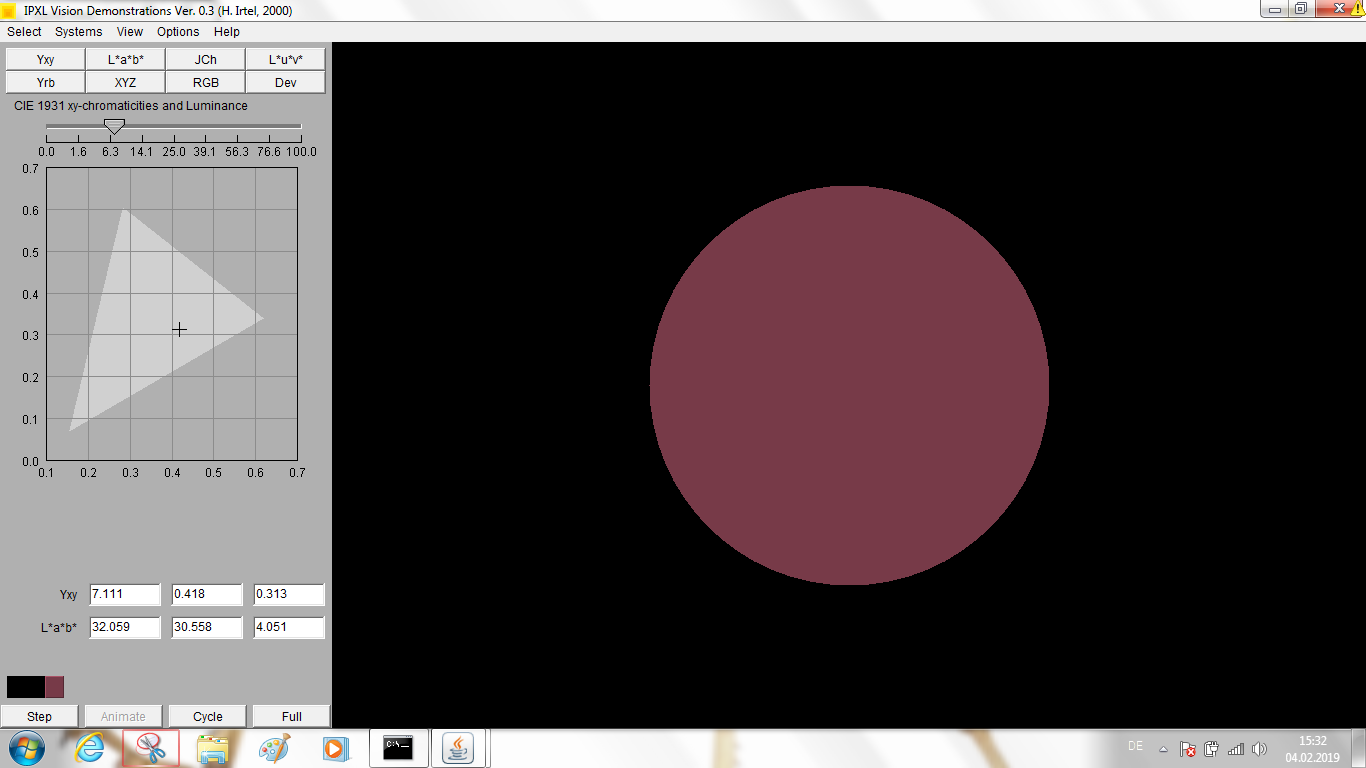 IPXL Vision Demonstrations Ver. 0.3 (H. Irtel, 2000)
Select Systems View Options Help
Yxy L*a*b* JCh L*u*v*
Yrb XYZ RGB Dev
CIE 1931 xy-chromaticities and Luminance
0.0 1.6 6.3 14.1 25.0 39.1 56.3 76.6 100.0
0.7
0.6
0.5
0.4
0.3
0.2
0.1
0.0
0.1 0.2 0.3 0.4 0.5 0.6 0.7
Yxy 7.111 0.418 0.313
L*a*b* 32.059 30.558 4.051
Step Animate Cycle Full
C:\
DE
15:32
04.02.2019